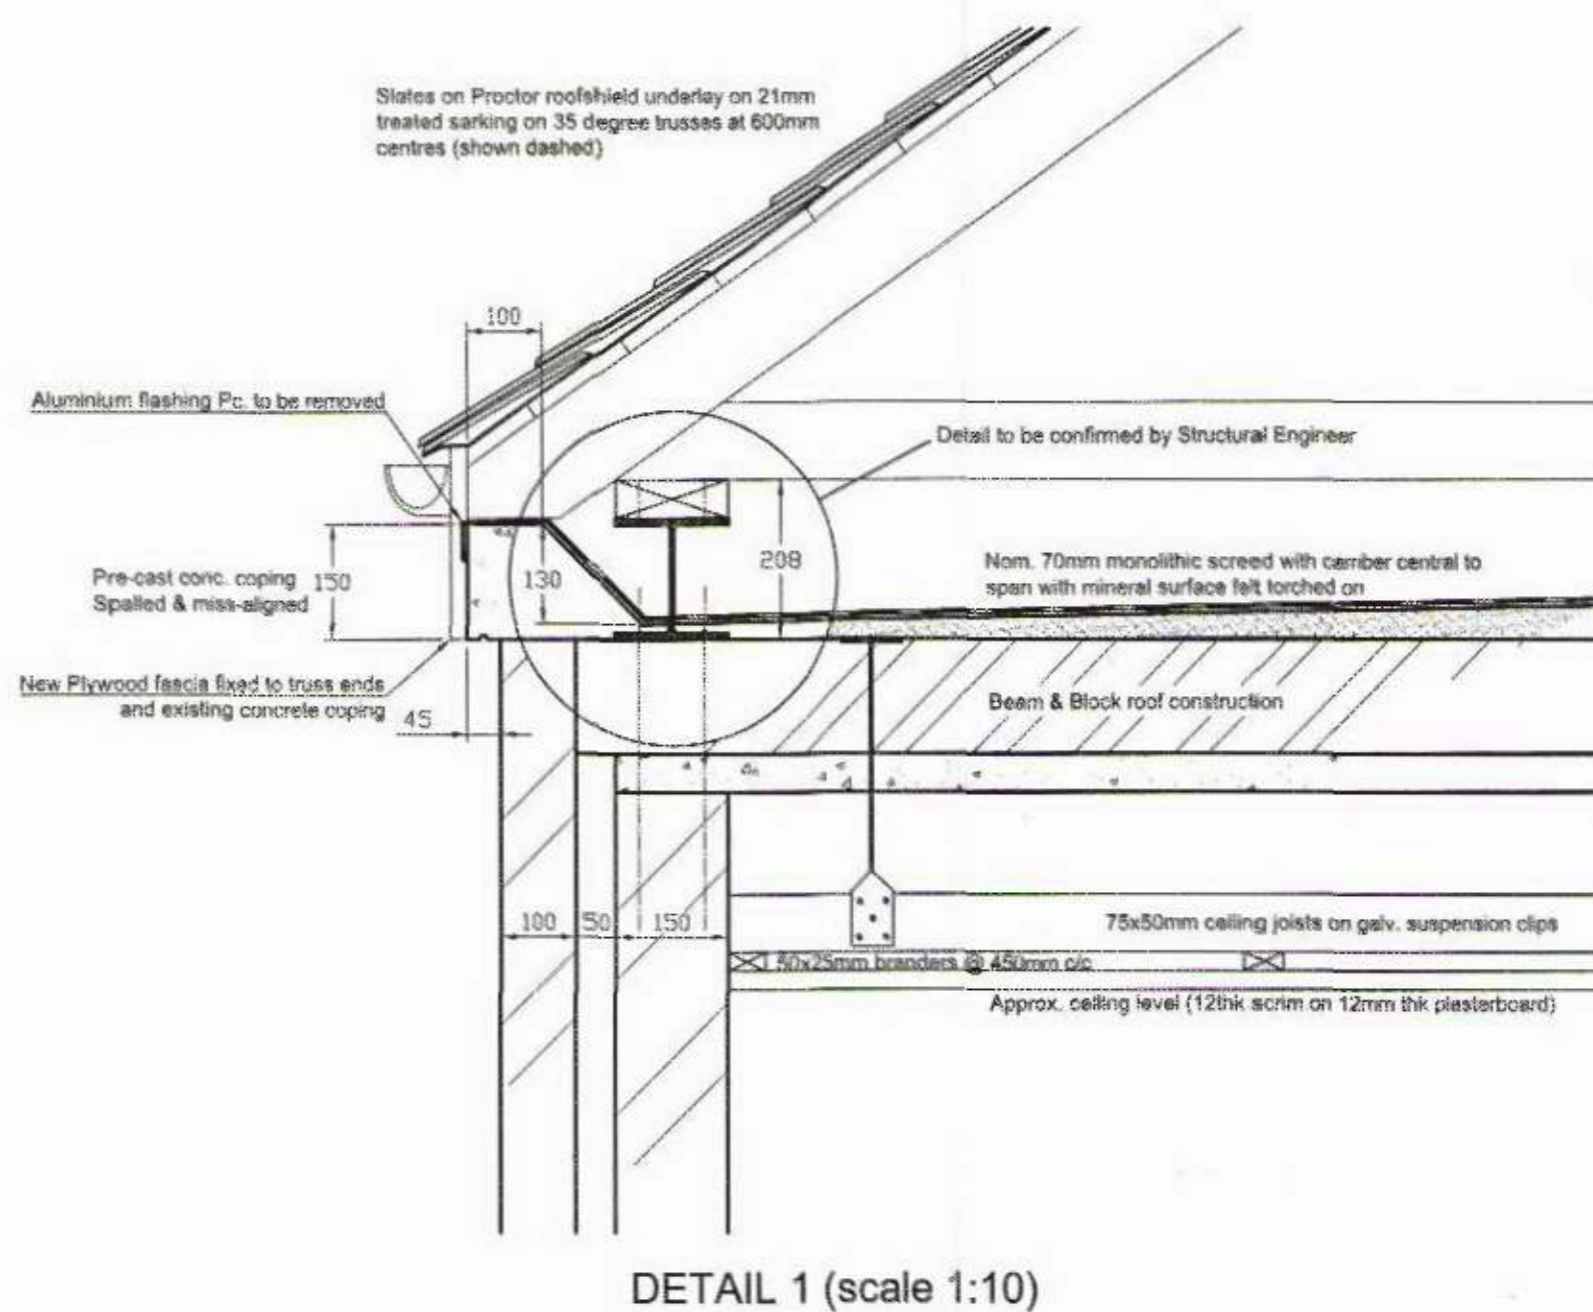 Slates on Proctor roofshield underlay on 21mm
treated sarking on 35 degree trusses at 600mm
centres (shown dashed)
100
Aluminium flashing Pc. to be removed
Detail to be confirmed by Structural Engineer
208
Nom. 70mm monolithic screed with camber central to
span with mineral surface felt torched on
Pre-cast conc. coping
Spalled & miss-aligned
150
130
New Plywood fascia fixed to truss ends
and existing concrete coping
45
Beam & Block roof construction
100
50
150
75x50mm ceiling joists on galv. suspension clips
50x25mm branders @ 450mm c/c
Approx. ceiling level (12thk scrim on 12mm thk plasterboard)
DETAIL 1 (scale 1:10)